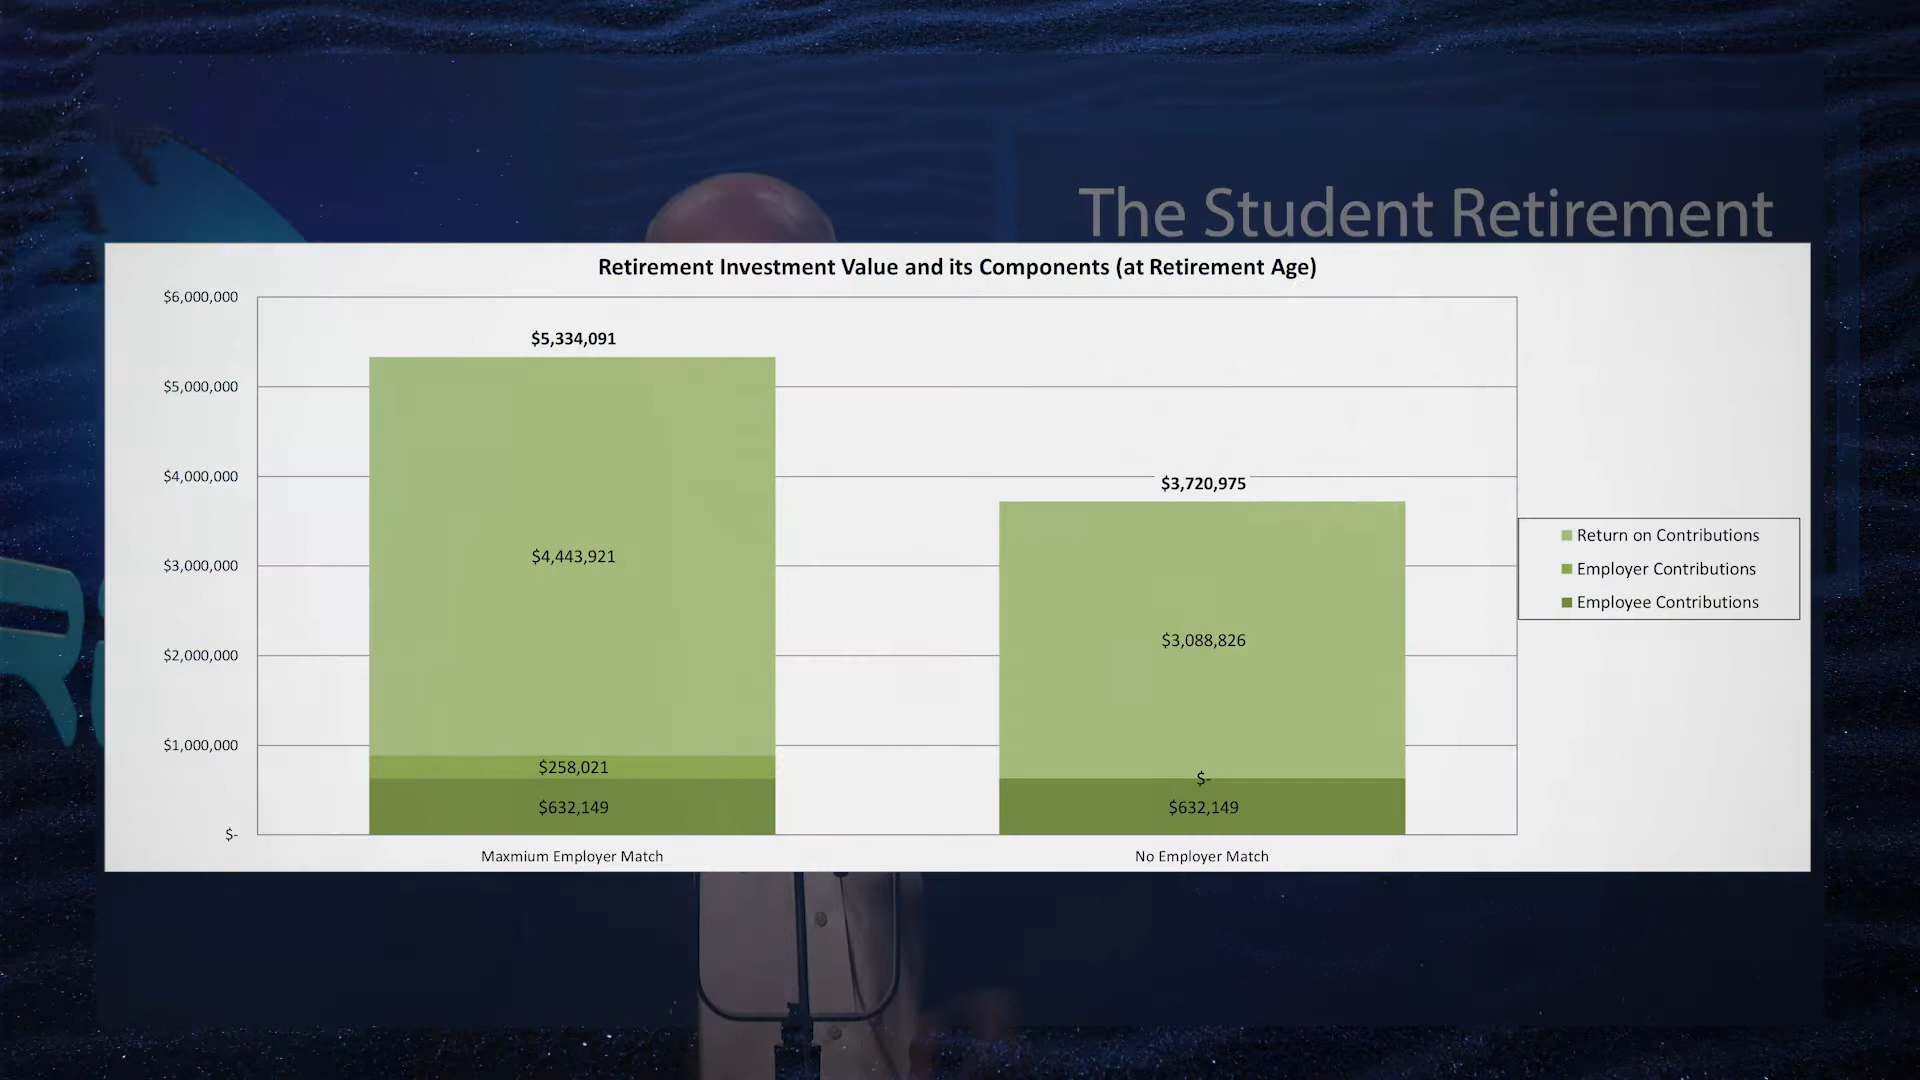 The Student Retirement
Retirement Investment Value and its Components (at Retirement Age)
$6,000,000
$5,000,000
$4,000,000
$3,000,000
$2,000,000
$1,000,000
$-
$5,334,091
$4,443,921
$258,021
$632,149
Maxmium Employer Match
$3,720,975
$3,088,826
$-
$632,149
No Employer Match
Return on Contributions
Employer Contributions
Employee Contributions